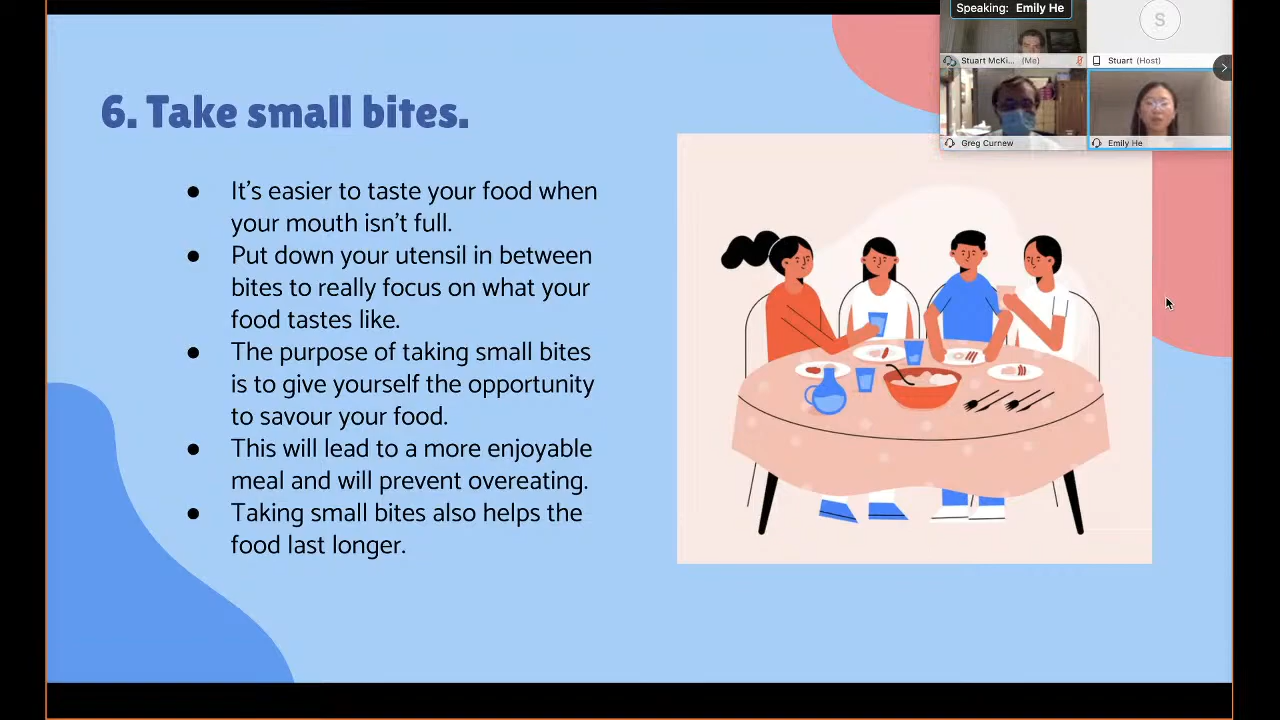 Speaking: Emily He
S
Stuart McKi... (Me)
Stuart (Host)
Greg Curnew
Emily He
6. Take small bites.
● It's easier to taste your food when
your mouth isn't full.
● Put down your utensil in between
bites to really focus on what your
food tastes like.
● The purpose of taking small bites
is to give yourself the opportunity
to savour your food.
● This will lead to a more enjoyable
meal and will prevent overeating.
● Taking small bites also helps the
food last longer.